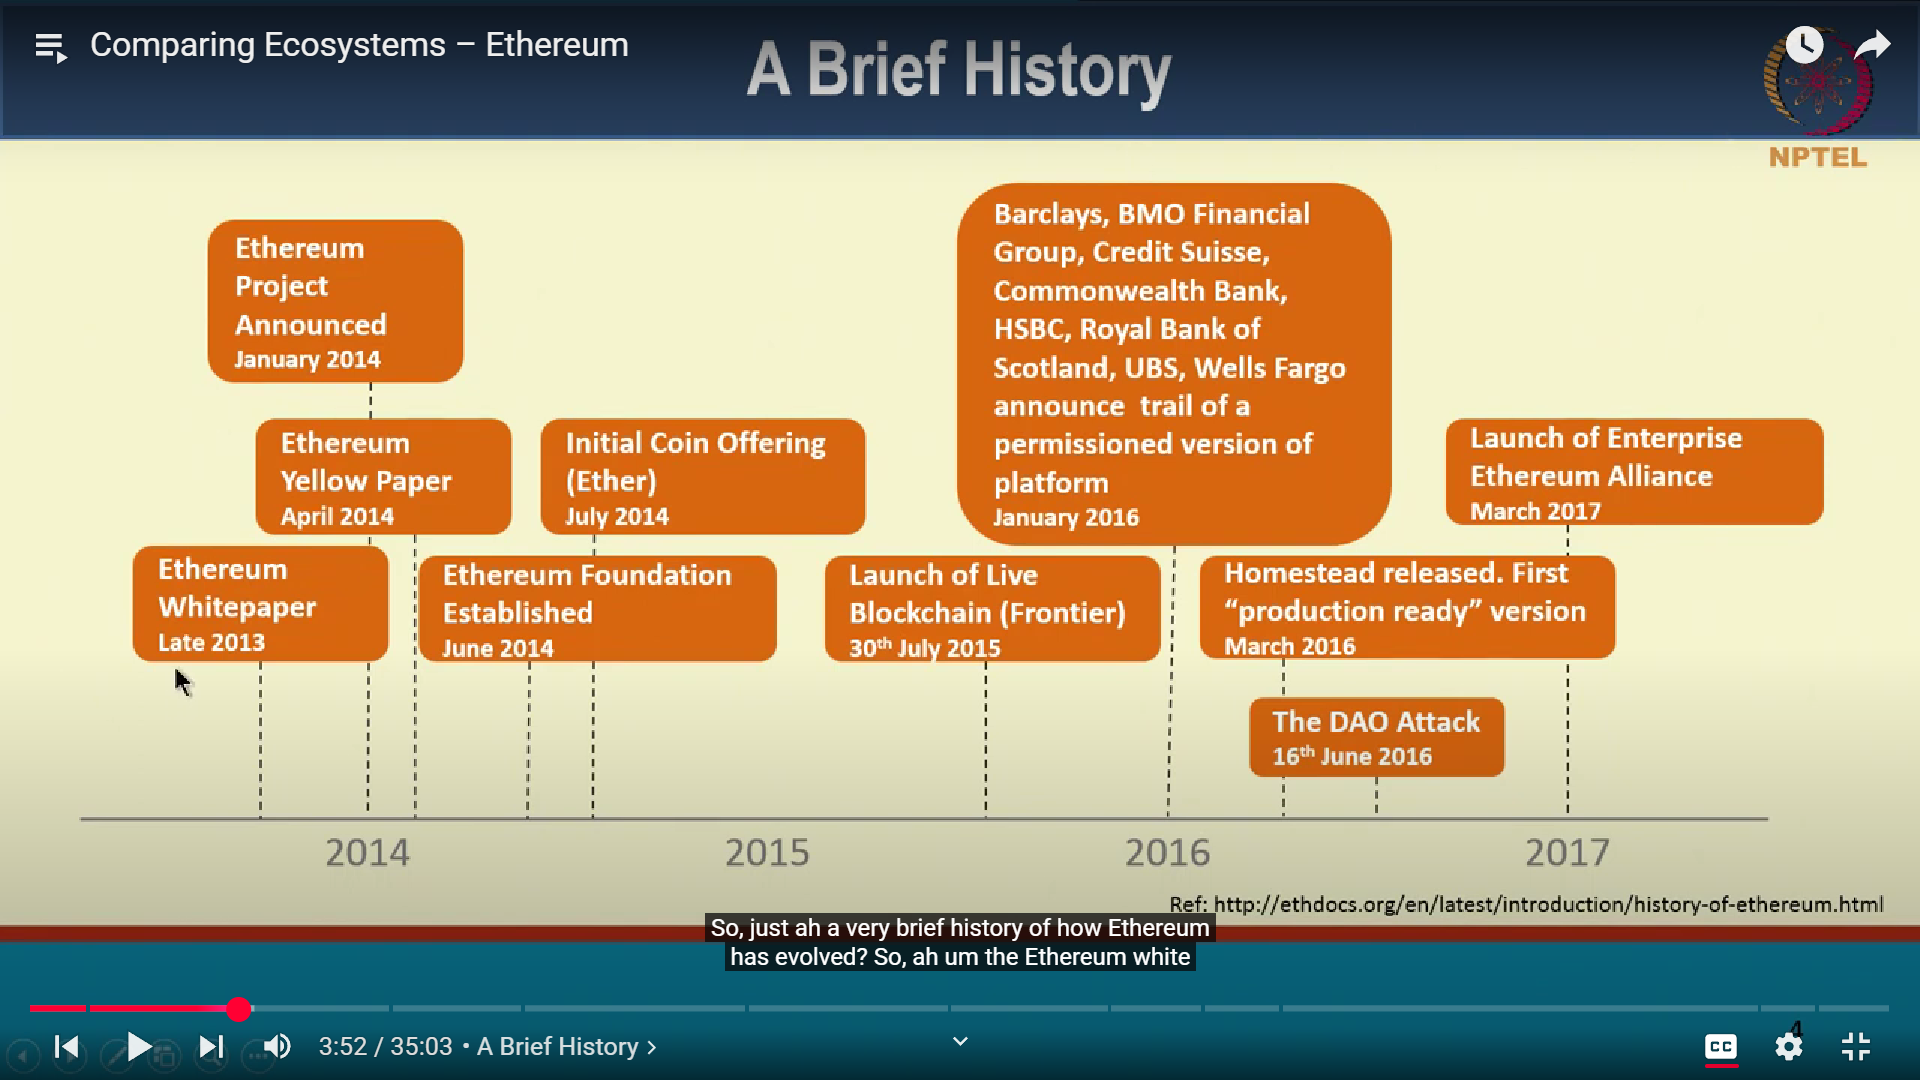 Comparing Ecosystems – Ethereum
A Brief History
NPTEL
Ethereum
Project
Announced
January 2014
Ethereum
Yellow Paper
April 2014
Initial Coin Offering
(Ether)
July 2014
Barclays, BMO Financial
Group, Credit Suisse,
Commonwealth Bank,
HSBC, Royal Bank of
Scotland, UBS, Wells Fargo
announce trail of a
permissioned version of
platform
January 2016
Launch of Enterprise
Ethereum Alliance
March 2017
Ethereum
Whitepaper
Late 2013
Ethereum Foundation
Established
June 2014
Launch of Live
Blockchain (Frontier)
30th July 2015
Homestead released. First
“production ready” version
March 2016
The DAO Attack
16th June 2016
2014 2015 2016 2017
Ref: http://ethdocs.org/en/latest/introduction/history-of-ethereum.html
So, just ah a very brief history of how Ethereum
has evolved? So, ah um the Ethereum white
4
3:52 / 35:03 • A Brief History
CC